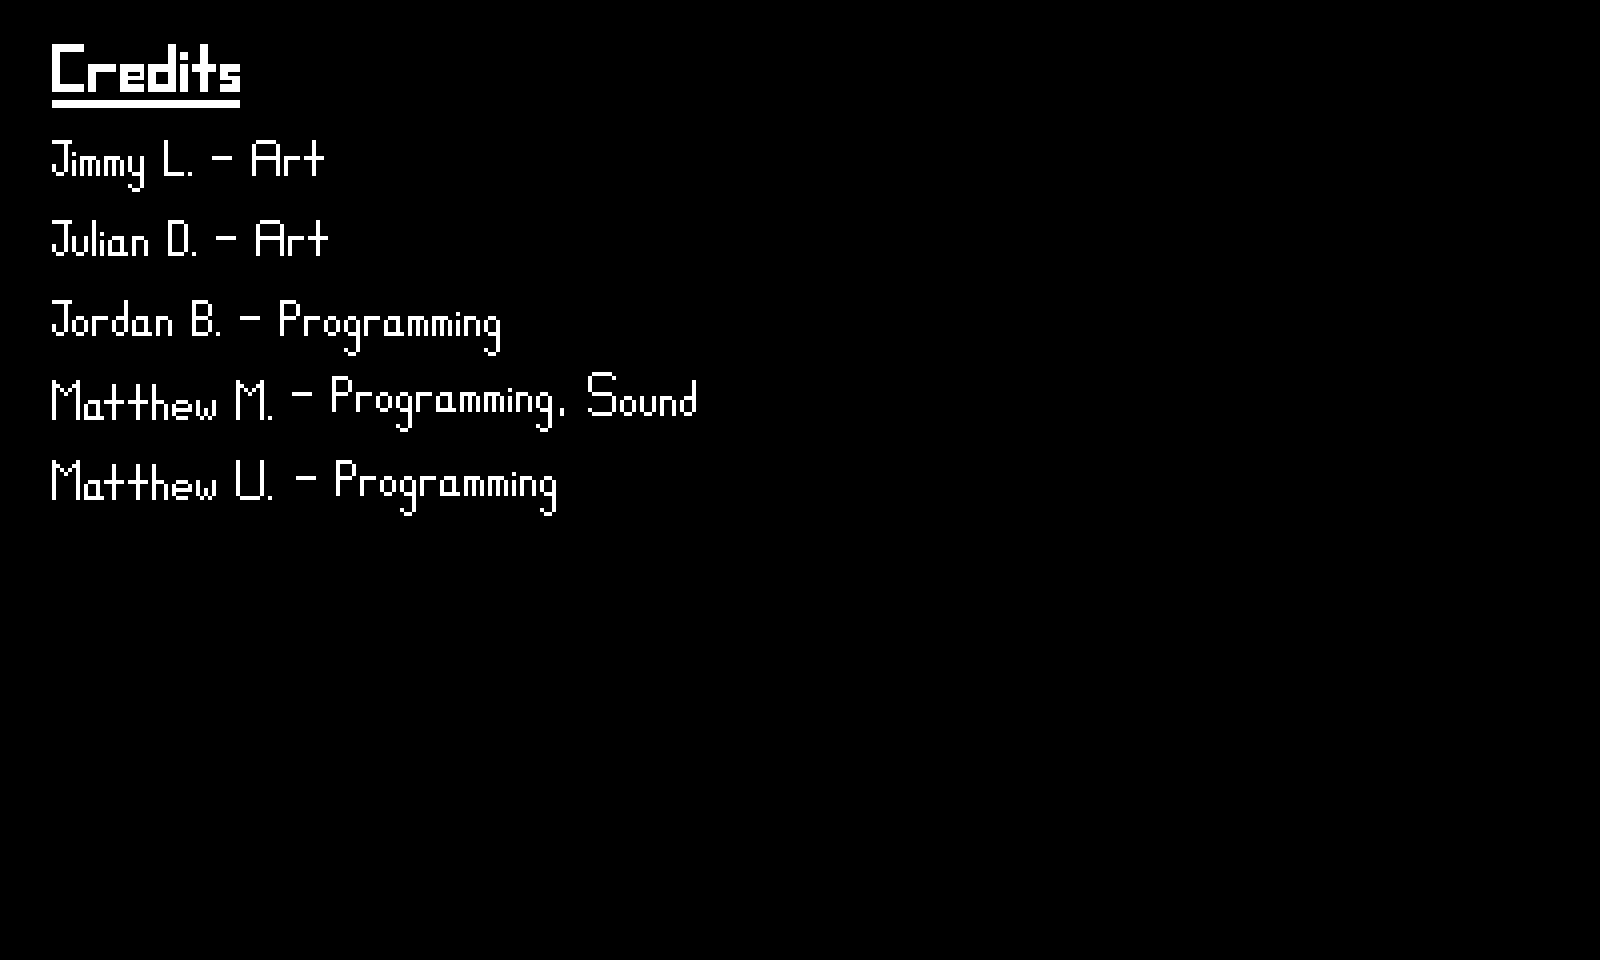 Credits
Jimmy L. - Art
Julian D. - Art
Jordan B. - Programming
Matthew M. - Programming, Sound
Matthew U. - Programming